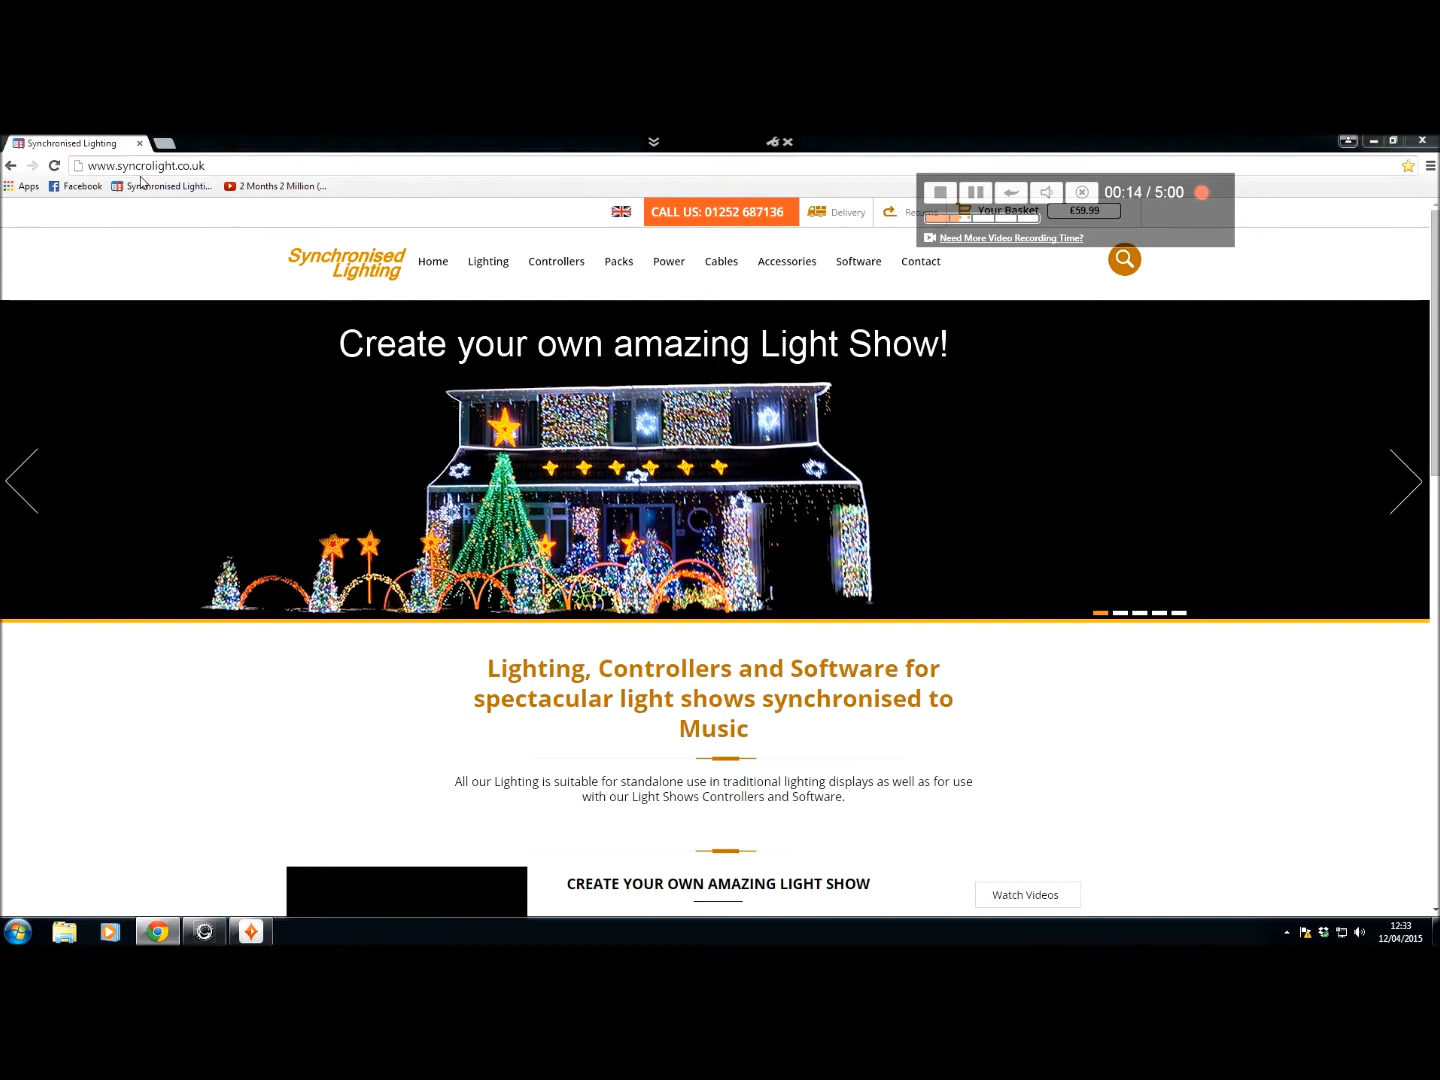 Synchronised Lighting
www.syncrolight.co.uk
Apps
Facebook
Synchronised Lighti...
2 Months 2 Million (...
00:14 / 5:00
CALL US: 01252 687136
Delivery
Your Basket
£59.99
Need More Video Recording Time?
Synchronised
Lighting
Home
Lighting
Controllers
Packs
Power
Cables
Accessories
Software
Contact
Create your own amazing Light Show!
Lighting, Controllers and Software for
spectacular light shows synchronised to
Music
All our Lighting is suitable for standalone use in traditional lighting displays as well as for use
with our Light Shows Controllers and Software.
CREATE YOUR OWN AMAZING LIGHT SHOW
Watch Videos
12:33
12/04/2015